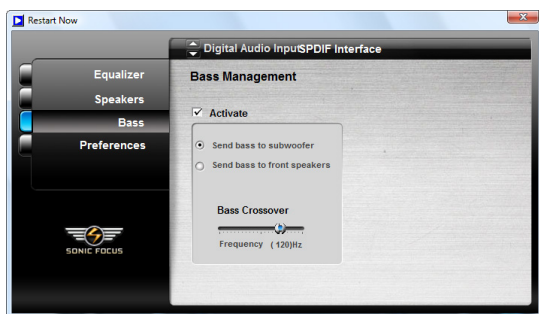 Restart Now
Digital Audio InputSPDIF Interface
Equalizer
Speakers
Bass
Preferences
SONIC FOCUS
Bass Management
Activate
Send bass to subwoofer
Send bass to front speakers
Bass Crossover
Frequency ( 120)Hz